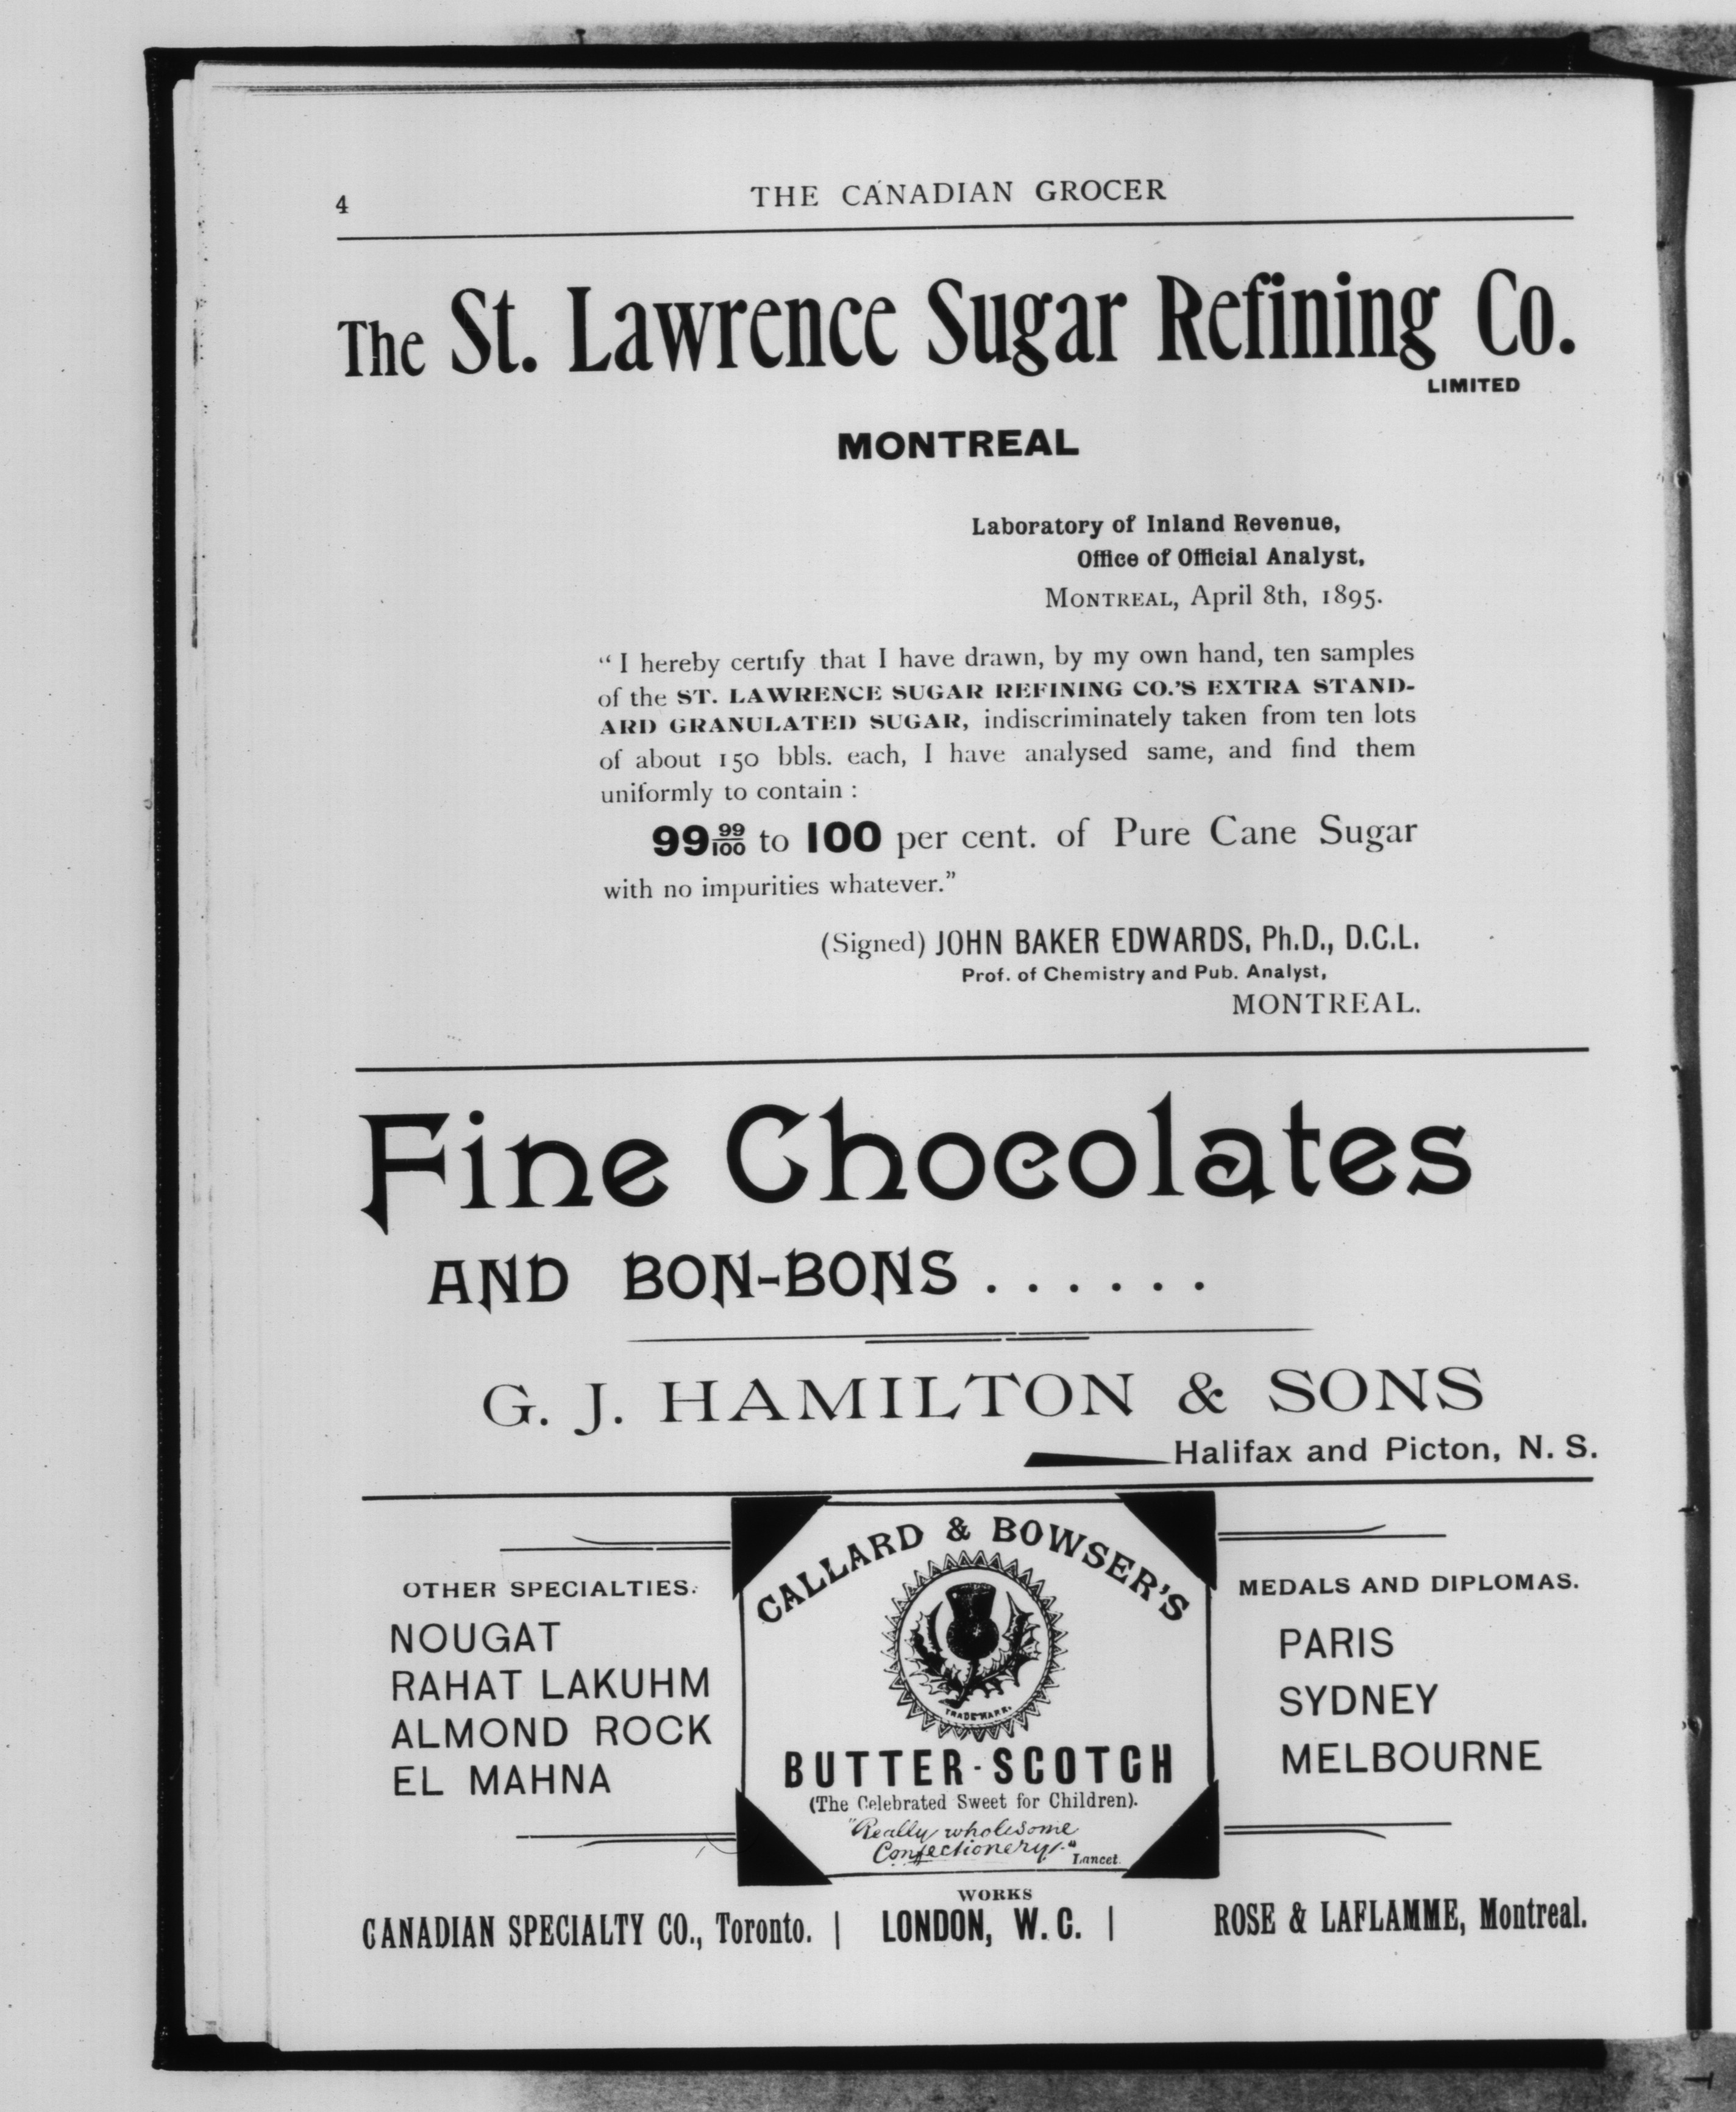 4
THE CANADIAN GROCER
The St. Lawrence Sugar Refining Co.
LIMITED
MONTREAL
Laboratory of Inland Revenue,
Office of Official Analyst,
MONTREAL, April 8th, 1895.
“ I hereby certify that I have drawn, by my own hand, ten samples
of the ST. LAWRENCE SUGAR REFINING CO.'S EXTRA STAND-
ARD GRANULATED SUGAR, indiscriminately taken from ten lots
of about 150 bbls. each, I have analysed same, and find them
uniformly to contain :
99 99/100 to 100 per cent. of Pure Cane Sugar
with no impurities whatever.”
(Signed) JOHN BAKER EDWARDS, Ph.D., D.C.L.
Prof. of Chemistry and Pub. Analyst,
MONTREAL.
Fine Chocolates
AND BON-BONS . . . . . .
G. J. HAMILTON & SONS
Halifax and Picton, N. S.
OTHER SPECIALTIES.
NOUGAT
RAHAT LAKUHM
ALMOND ROCK
EL MAHNA
CALLARD & BOWSER'S
TRADE MARK.
BUTTER-SCOTCH
(The Celebrated Sweet for Children).
"Really wholesome
Confectionery."
Lancet.
MEDALS AND DIPLOMAS.
PARIS
SYDNEY
MELBOURNE
WORKS
CANADIAN SPECIALTY CO., Toronto. | LONDON, W. C. | ROSE & LAFLAMME, Montreal.